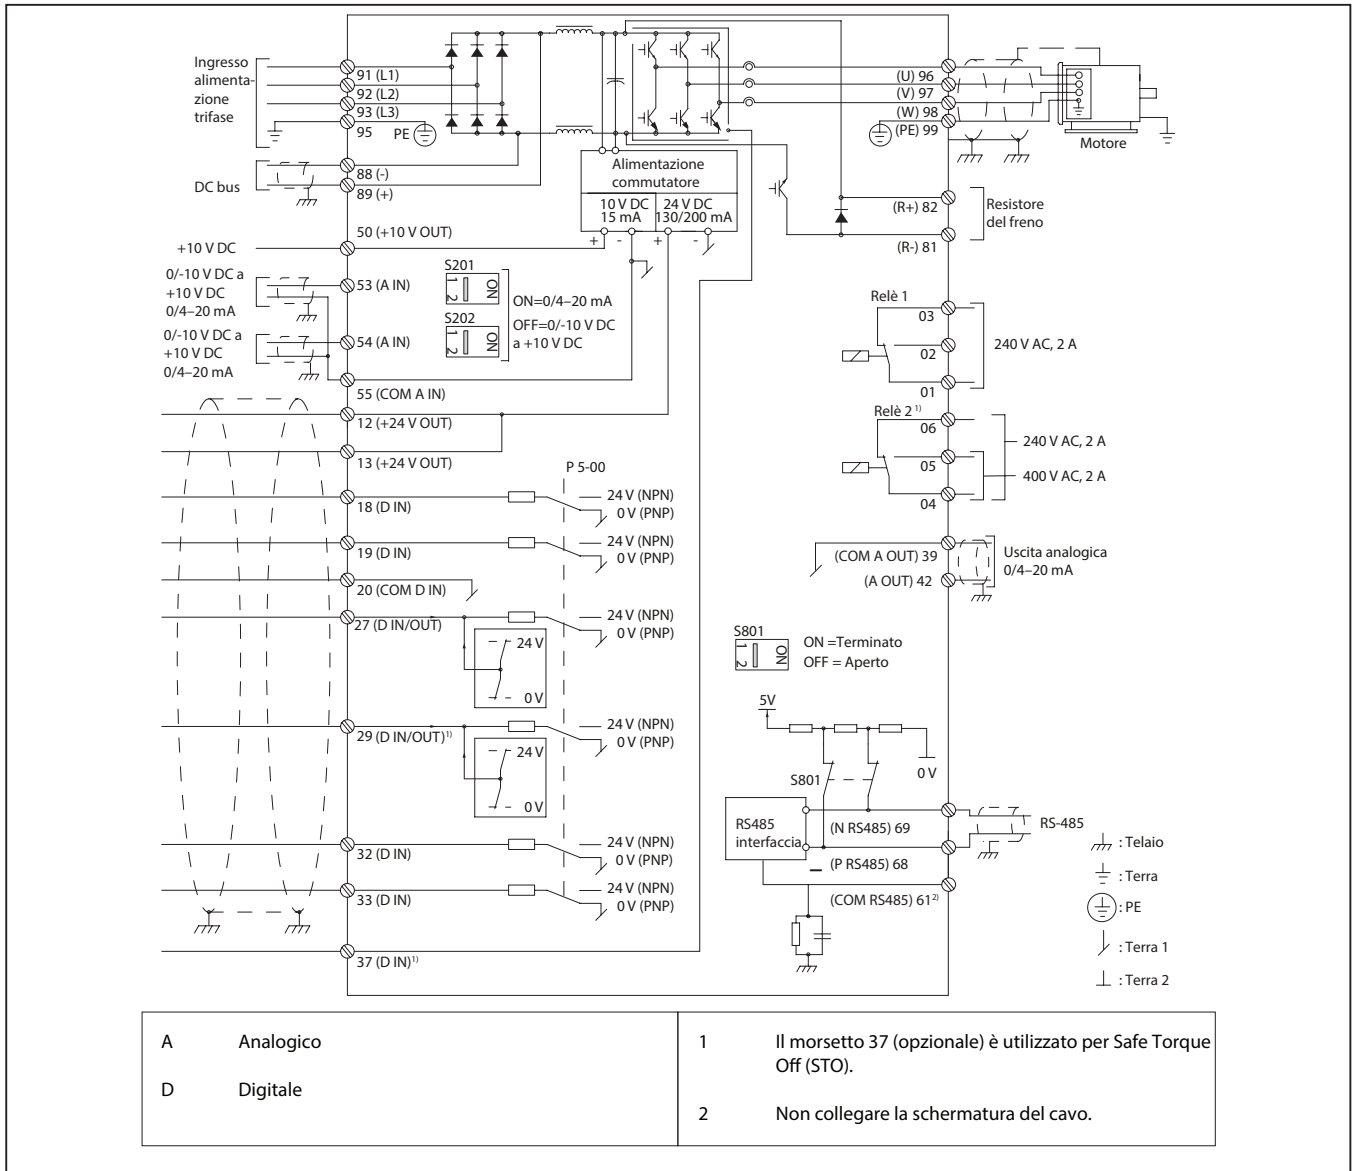 Ingresso
alimenta-
zione
trifase
91 (L1)
92 (L2)
93 (L3)
95
PE
DC bus
88 (-)
89 (+)
+10 V DC
50 (+10 V OUT)
0/-10 V DC a
+10 V DC
0/4–20 mA
53 (A IN)
0/-10 V DC a
+10 V DC
0/4–20 mA
54 (A IN)
55 (COM A IN)
12 (+24 V OUT)
13 (+24 V OUT)
18 (D IN)
19 (D IN)
20 (COM D IN)
27 (D IN/OUT)
29 (D IN/OUT)¹⁾
32 (D IN)
33 (D IN)
37 (D IN)¹⁾
S201
1 2 ON
S202
1 2 ON
ON=0/4–20 mA
OFF=0/-10 V DC
a +10 V DC
Alimentazione
commutatore
10 V DC
15 mA
24 V DC
130/200 mA
+ - + -
P 5-00
24 V (NPN)
0 V (PNP)
24 V (NPN)
0 V (PNP)
24 V (NPN)
0 V (PNP)
24 V
0 V
24 V (NPN)
0 V (PNP)
24 V
0 V
24 V (NPN)
0 V (PNP)
24 V (NPN)
0 V (PNP)
(U) 96
(V) 97
(W) 98
(PE) 99
Motore
(R+) 82
Resistore
del freno
(R-) 81
Relè 1
03
02
01
240 V AC, 2 A
Relè 2 ¹⁾
06
05
04
240 V AC, 2 A
400 V AC, 2 A
(COM A OUT) 39
(A OUT) 42
Uscita analogica
0/4–20 mA
S801
1 2 ON
ON =Terminato
OFF = Aperto
5V
S801
0 V
RS485
interfaccia
(N RS485) 69
(P RS485) 68
(COM RS485) 61²⁾
RS-485
: Telaio
: Terra
: PE
: Terra 1
: Terra 2
A Analogico
D Digitale
1 Il morsetto 37 (opzionale) è utilizzato per Safe Torque
Off (STO).
2 Non collegare la schermatura del cavo.